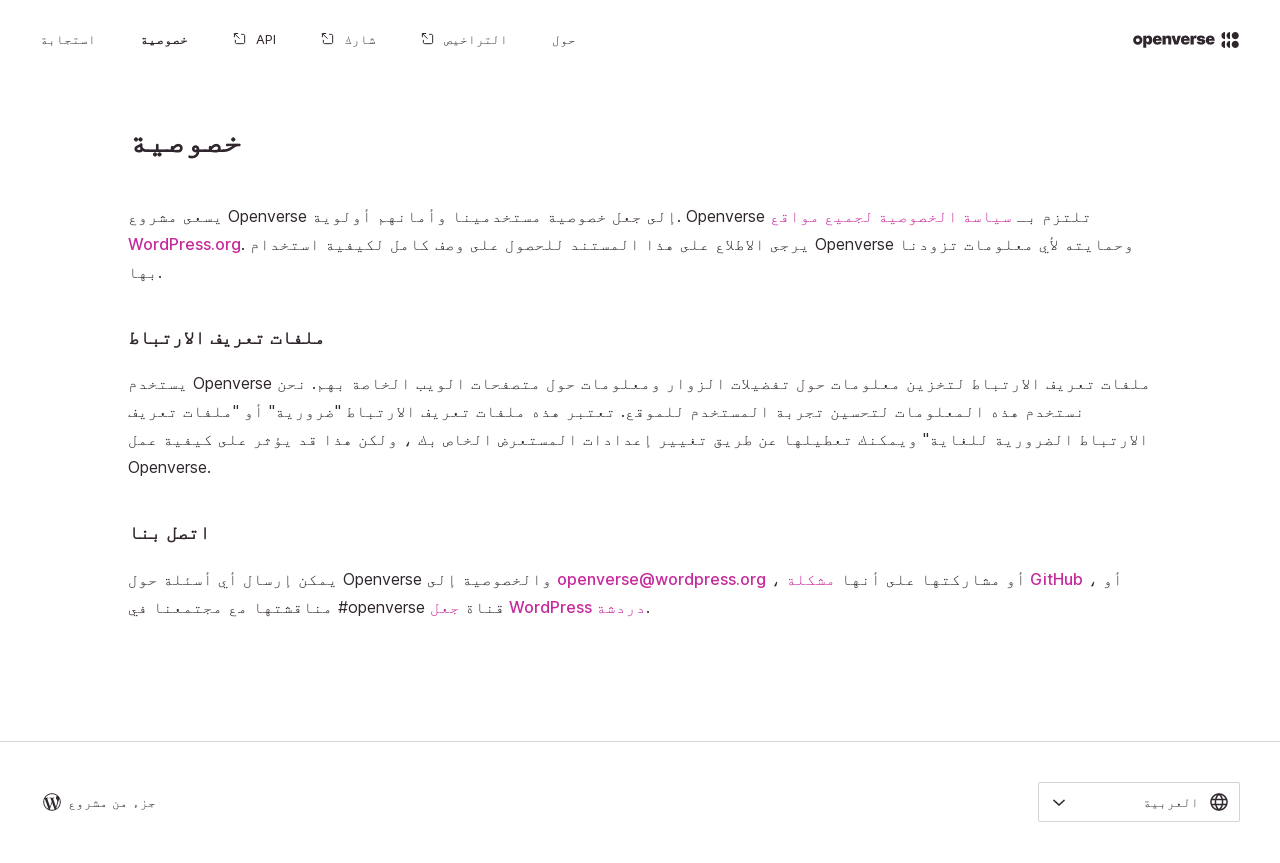 openverse
حول
التراخيص
شارك
API
خصوصية
استجابة
خصوصية
يسعى مشروع Openverse إلى جعل خصوصية مستخدمينا وأمانهم أولوية. Openverse تلتزم بـ سياسة الخصوصية لجميع مواقع
WordPress.org. يرجى الاطلاع على هذا المستند للحصول على وصف كامل لكيفية استخدام Openverse وحمايته لأي معلومات تزودنا
بها.
ملفات تعريف الارتباط
يستخدم Openverse ملفات تعريف الارتباط لتخزين معلومات حول تفضيلات الزوار ومعلومات حول متصفحات الويب الخاصة بهم. نحن
نستخدم هذه المعلومات لتحسين تجربة المستخدم للموقع. تعتبر هذه ملفات تعريف الارتباط "ضرورية" أو "ملفات تعريف
الارتباط الضرورية للغاية" ويمكنك تعطيلها عن طريق تغيير إعدادات المستعرض الخاص بك ، ولكن هذا قد يؤثر على كيفية عمل
Openverse.
اتصل بنا
يمكن إرسال أي أسئلة حول Openverse والخصوصية إلى openverse@wordpress.org ، أو مشاركتها على أنها مشكلة GitHub ، أو
مناقشتها مع مجتمعنا في #openverse قناة جعل WordPress دردشة.
العربية
جزء من مشروع